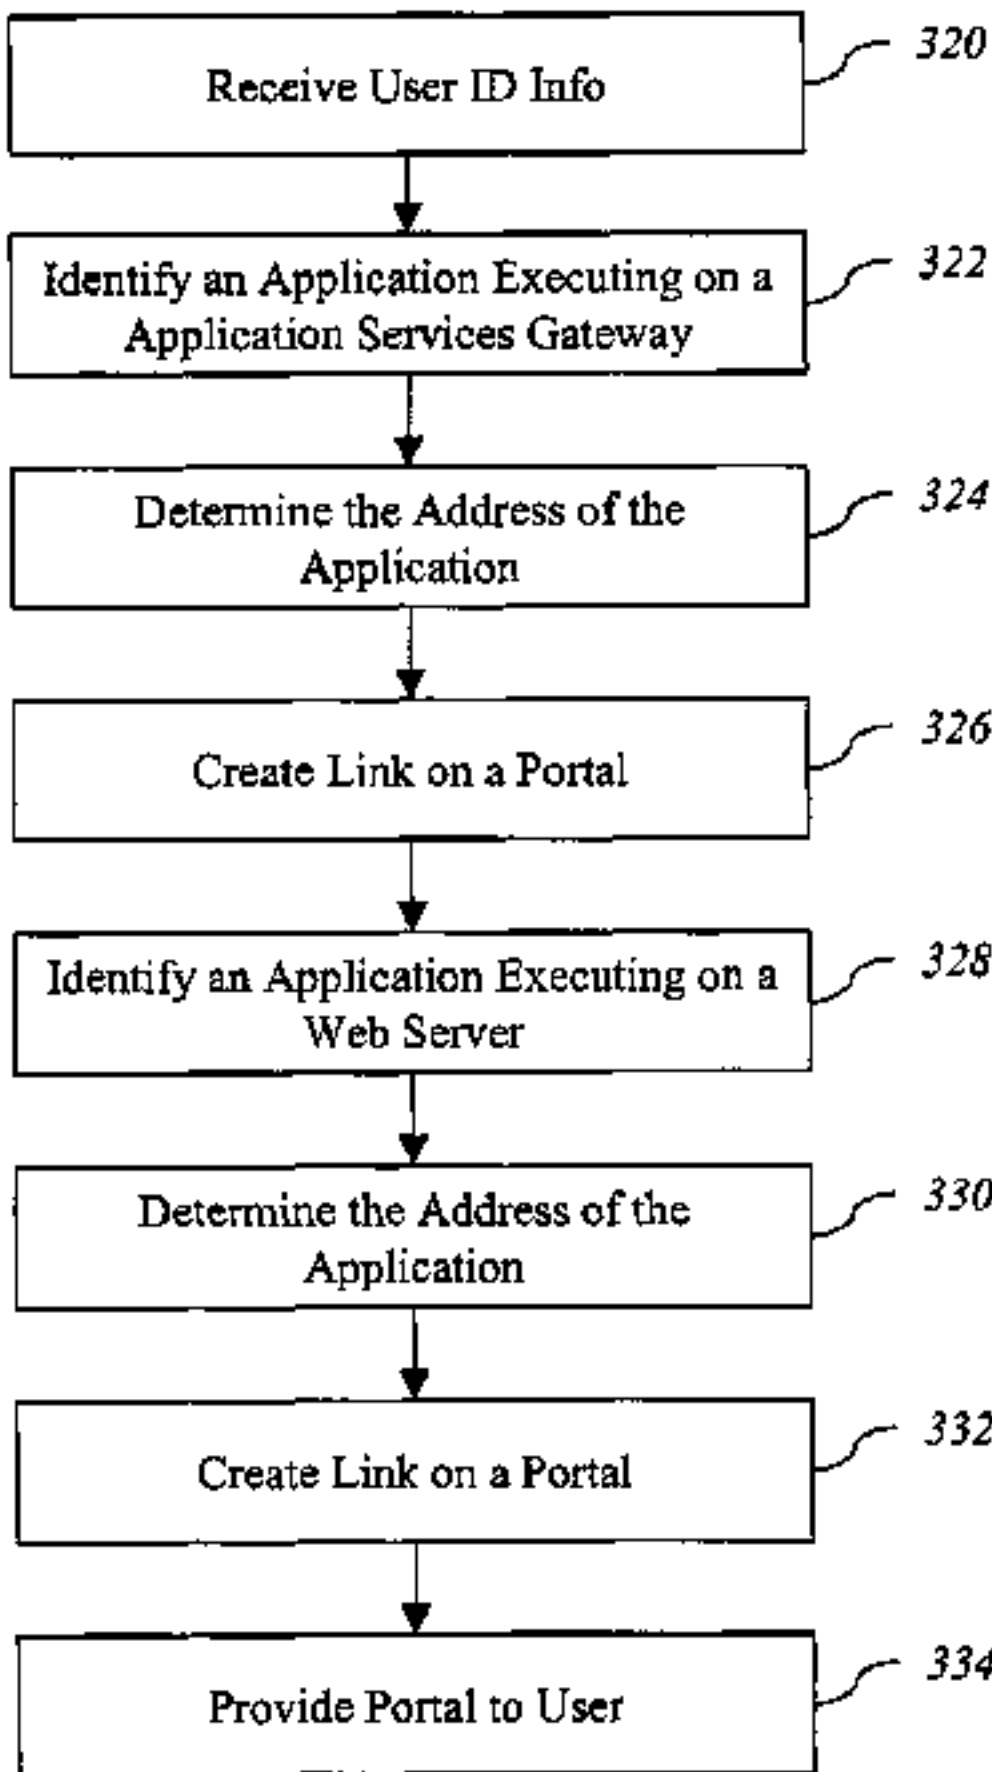 Receive User ID Info
320
Identify an Application Executing on a
Application Services Gateway
322
Determine the Address of the
Application
324
Create Link on a Portal
326
Identify an Application Executing on a
Web Server
328
Determine the Address of the
Application
330
Create Link on a Portal
332
Provide Portal to User
334